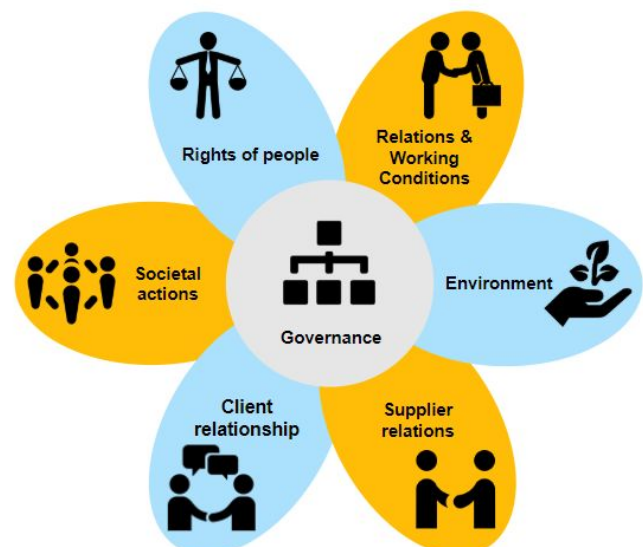 Rights of people
Relations &
Working
Conditions
Societal
actions
Environment
Governance
Client
relationship
Supplier
relations